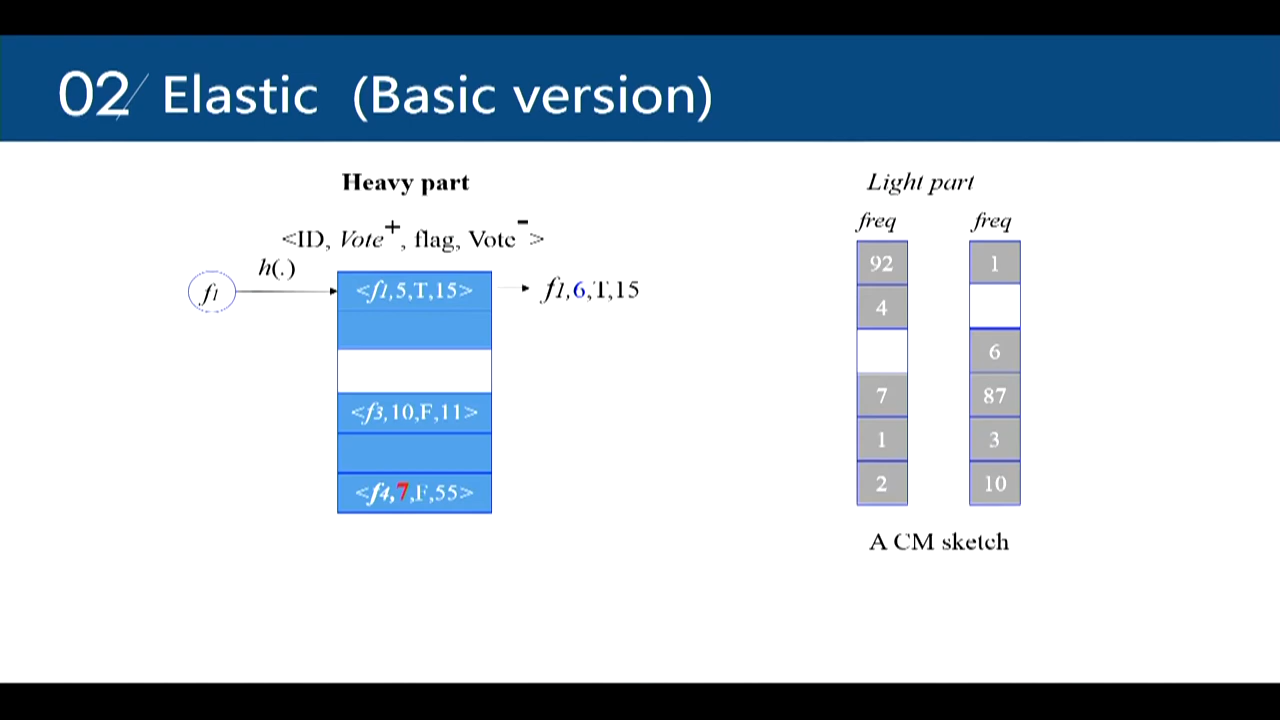 02/ Elastic (Basic version)
Heavy part
<ID, Vote+, flag, Vote->
h(.)
f1
<f1,5,T,15>
f1,6,T,15
<f3,10,F,11>
<f4,7,F,55>
Light part
freq freq
92 1
4
6
7 87
1 3
2 10
A CM sketch